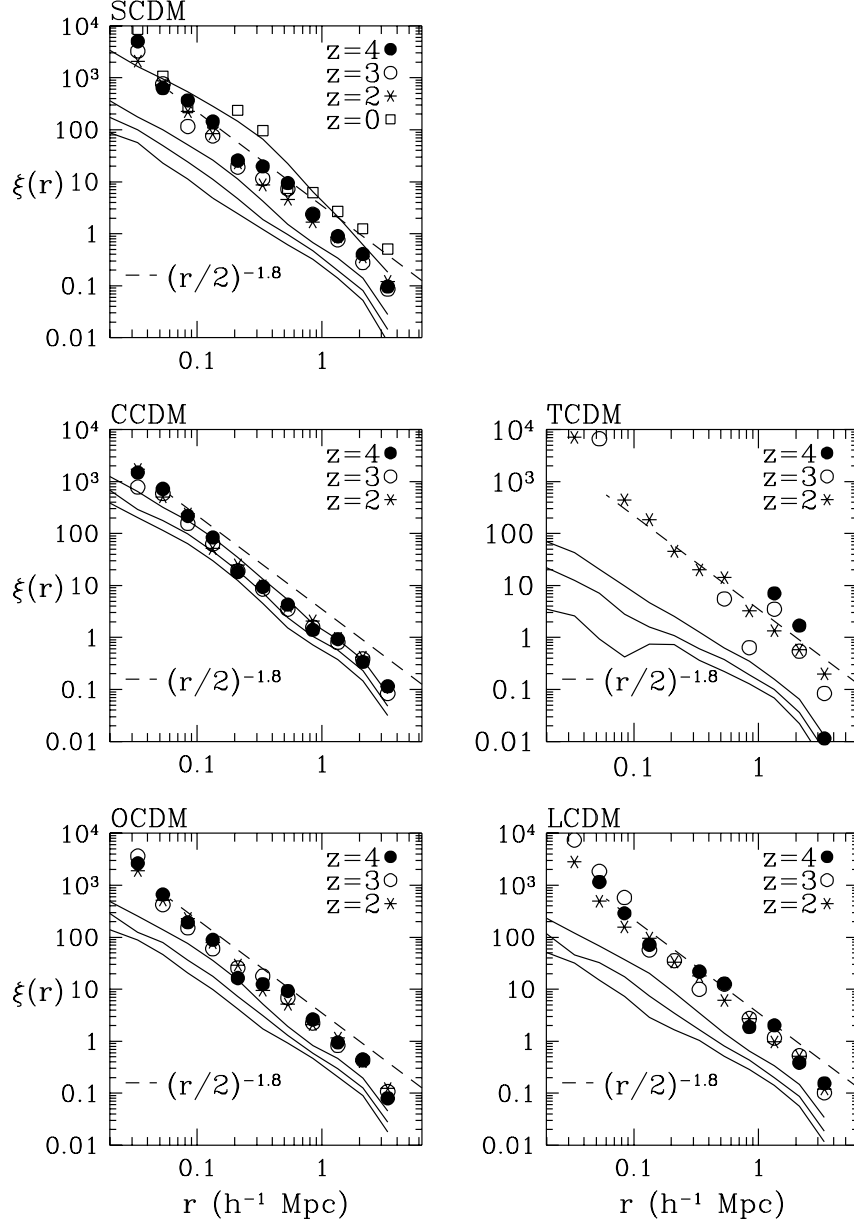 SCDM
10⁴
10³
100
10
1
0.1
0.01
ξ(r)
z=4
z=3
z=2
z=0
(r/2)⁻¹·⁸
0.1
1
CCDM
10⁴
10³
100
10
1
0.1
0.01
ξ(r)
z=4
z=3
z=2
(r/2)⁻¹·⁸
0.1
1
TCDM
10⁴
10³
100
10
1
0.1
0.01
z=4
z=3
z=2
(r/2)⁻¹·⁸
0.1
1
OCDM
10⁴
10³
100
10
1
0.1
0.01
ξ(r)
z=4
z=3
z=2
(r/2)⁻¹·⁸
0.1
1
r (h⁻¹ Mpc)
LCDM
10⁴
10³
100
10
1
0.1
0.01
z=4
z=3
z=2
(r/2)⁻¹·⁸
0.1
1
r (h⁻¹ Mpc)